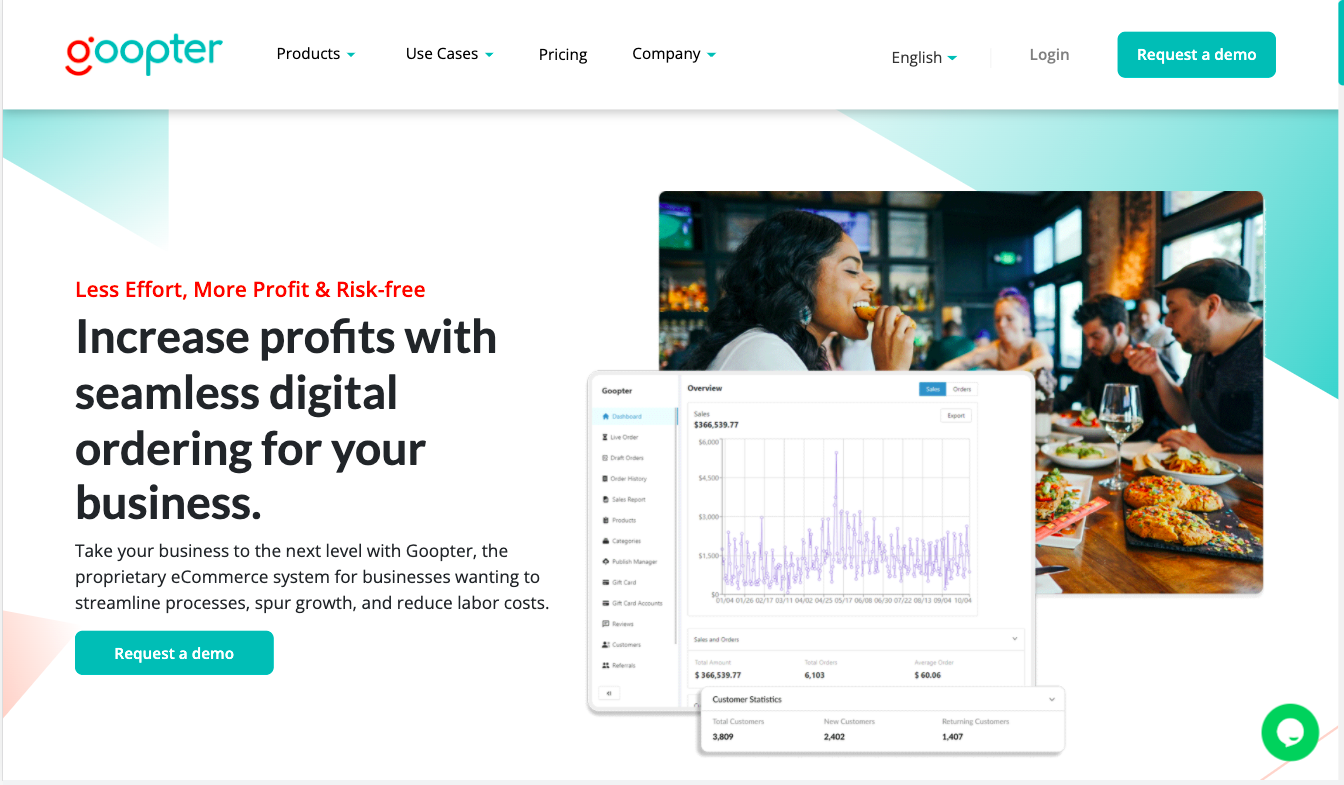 goopter
Products
Use Cases
Pricing
Company
English
Login
Request a demo
Less Effort, More Profit & Risk-free
Increase profits with
seamless digital
ordering for your
business.
Take your business to the next level with Goopter, the
proprietary eCommerce system for businesses wanting to
streamline processes, spur growth, and reduce labor costs.
Request a demo
Goopter
Dashboard
Live Order
Draft Orders
Order History
Sales Report
Products
Categories
Publish Manager
Gift Card
Gift Card Accounts
Reviews
Customers
Referrals
Overview
Sales
Orders
Sales
$366,539.77
Export
$6,000
$4,500
$3,000
$1,500
$0
01/04 01/26 02/17 03/11 04/02 04/25 05/17 06/08 06/30 07/22 08/13 09/04 10/04
Sales and Orders
Total Amount
Total Orders
Average Order
$ 366,539.77
6,103
$ 60.06
Customer Statistics
Total Customers
New Customers
Returning Customers
3,809
2,402
1,407